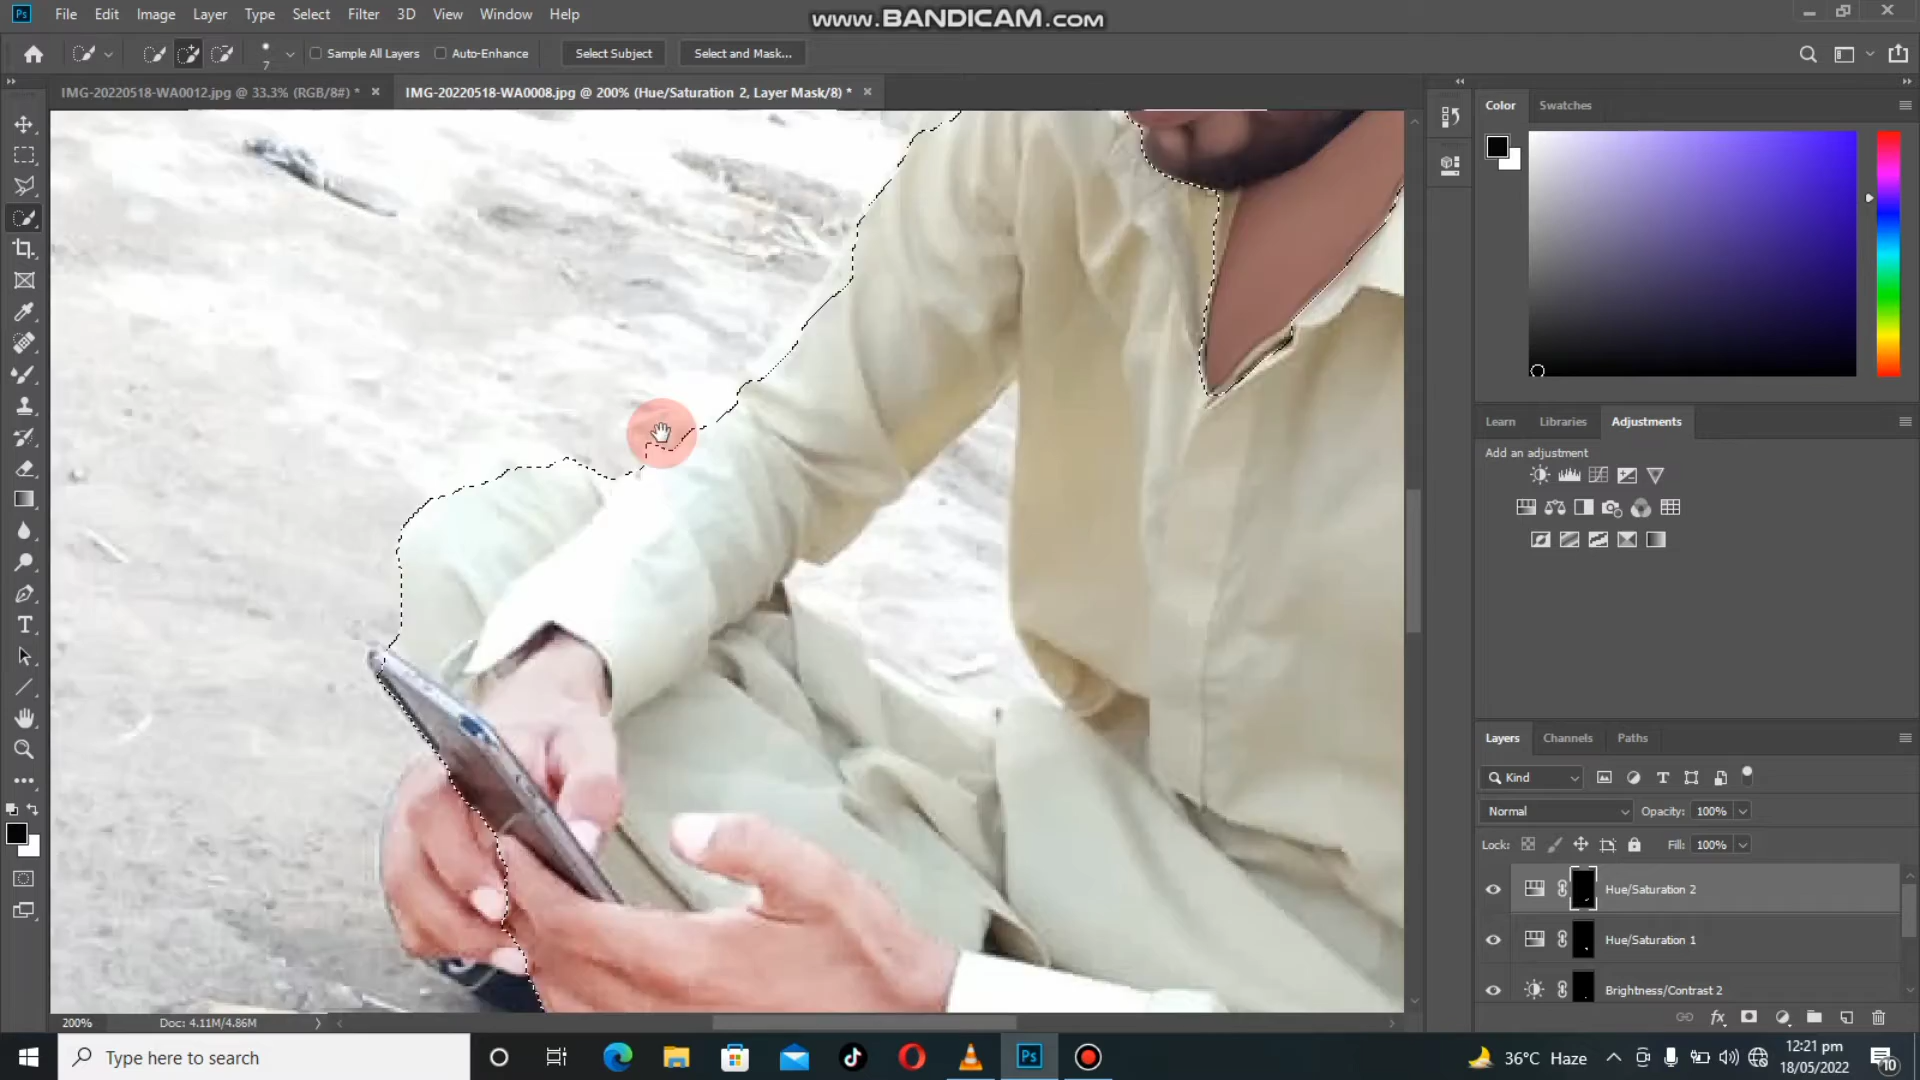 Ps File Edit Image Layer Type Select Filter 3D View Window Help
www.BANDICAM.com
7 Sample All Layers Auto-Enhance Select Subject Select and Mask...
IMG-20220518-WA0012.jpg @ 33.3% (RGB/8#) * × IMG-20220518-WA0008.jpg @ 200% (Hue/Saturation 2, Layer Mask/8) * ×
Color Swatches
Learn Libraries Adjustments
Add an adjustment
Layers Channels Paths
Kind
Normal Opacity: 100%
Lock: Fill: 100%
Hue/Saturation 2
Hue/Saturation 1
Brightness/Contrast 2
200% Doc: 4.11M/4.86M
Type here to search
Ps
36°C Haze
12:21 pm
18/05/2022
10